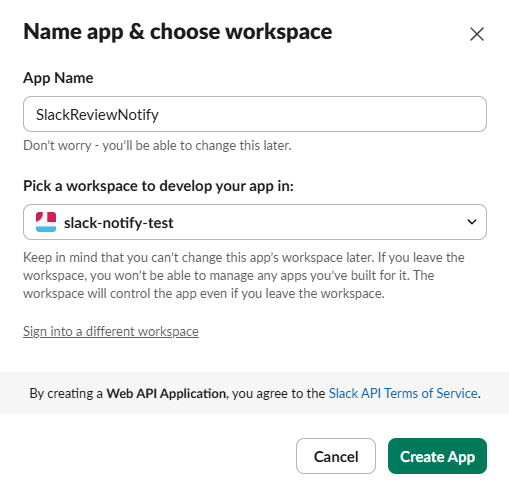 Name app & choose workspace
App Name
SlackReviewNotify
Don't worry - you'll be able to change this later.
Pick a workspace to develop your app in:
slack-notify-test
Keep in mind that you can't change this app's workspace later. If you leave the
workspace, you won't be able to manage any apps you've built for it. The
workspace will control the app even if you leave the workspace.
Sign into a different workspace
By creating a Web API Application, you agree to the Slack API Terms of Service.
Cancel
Create App